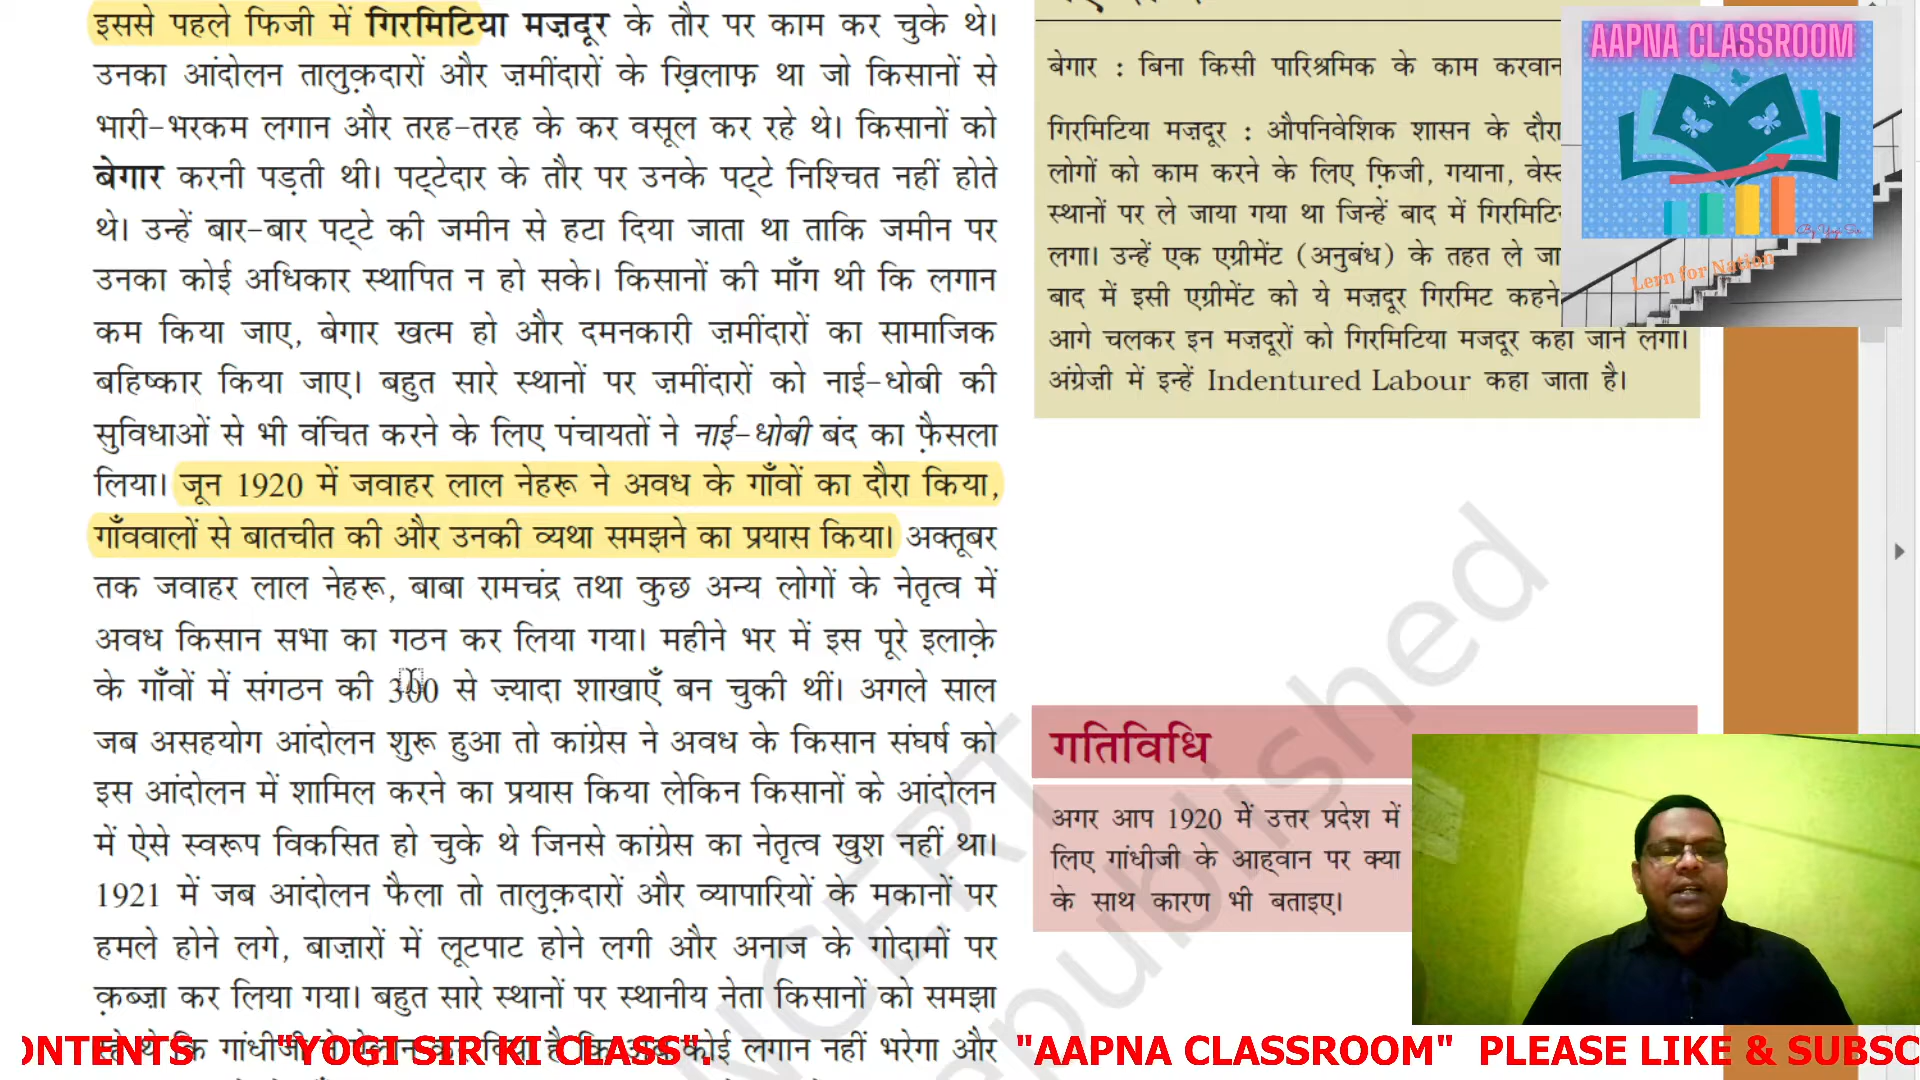 इससे पहले फिजी में गिरमिटिया मज़दूर के तौर पर काम कर चुके थे।
उनका आंदोलन तालुक़दारों और ज़मींदारों के ख़िलाफ़ था जो किसानों से
भारी-भरकम लगान और तरह-तरह के कर वसूल कर रहे थे। किसानों को
बेगार करनी पड़ती थी। पट्टेदार के तौर पर उनके पट्टे निश्चित नहीं होते
थे। उन्हें बार-बार पट्टे की जमीन से हटा दिया जाता था ताकि जमीन पर
उनका कोई अधिकार स्थापित न हो सके। किसानों की माँग थी कि लगान
कम किया जाए, बेगार खत्म हो और दमनकारी ज़मींदारों का सामाजिक
बहिष्कार किया जाए। बहुत सारे स्थानों पर ज़मींदारों को नाई-धोबी की
सुविधाओं से भी वंचित करने के लिए पंचायतों ने नाई-धोबी बंद का फ़ैसला
लिया। जून 1920 में जवाहर लाल नेहरू ने अवध के गाँवों का दौरा किया,
गाँववालों से बातचीत की और उनकी व्यथा समझने का प्रयास किया। अक्तूबर
तक जवाहर लाल नेहरू, बाबा रामचंद्र तथा कुछ अन्य लोगों के नेतृत्व में
अवध किसान सभा का गठन कर लिया गया। महीने भर में इस पूरे इलाक़े
के गाँवों में संगठन की 300 से ज़्यादा शाखाएँ बन चुकी थीं। अगले साल
जब असहयोग आंदोलन शुरू हुआ तो कांग्रेस ने अवध के किसान संघर्ष को
इस आंदोलन में शामिल करने का प्रयास किया लेकिन किसानों के आंदोलन
में ऐसे स्वरूप विकसित हो चुके थे जिनसे कांग्रेस का नेतृत्व खुश नहीं था।
1921 में जब आंदोलन फैला तो तालुक़दारों और व्यापारियों के मकानों पर
हमले होने लगे, बाज़ारों में लूटपाट होने लगी और अनाज के गोदामों पर
क़ब्ज़ा कर लिया गया। बहुत सारे स्थानों पर स्थानीय नेता किसानों को समझा
कि गांधीजी कोई लगान नहीं भरेगा और
बेगार : बिना किसी पारिश्रमिक के काम करवान
गिरमिटिया मज़दूर : औपनिवेशिक शासन के दौरा
लोगों को काम करने के लिए फ़िजी, गयाना, वेस्ट
स्थानों पर ले जाया गया था जिन्हें बाद में गिरमिटि
लगा। उन्हें एक एग्रीमेंट (अनुबंध) के तहत ले जा
बाद में इसी एग्रीमेंट को ये मज़दूर गिरमिट कहने
आगे चलकर इन मज़दूरों को गिरमिटिया मजदूर कहा जाने लगा।
अंग्रेज़ी में इन्हें Indentured Labour कहा जाता है।
AAPNA CLASSROOM
By Yogi Sir
Lern for Nation
गतिविधि
अगर आप 1920 में उत्तर प्रदेश में
लिए गांधीजी के आह्वान पर क्या
के साथ कारण भी बताइए।
NCERT
republished
ONTENTS "YOGI SIR KI CLASS". "AAPNA CLASSROOM" PLEASE LIKE & SUBSC